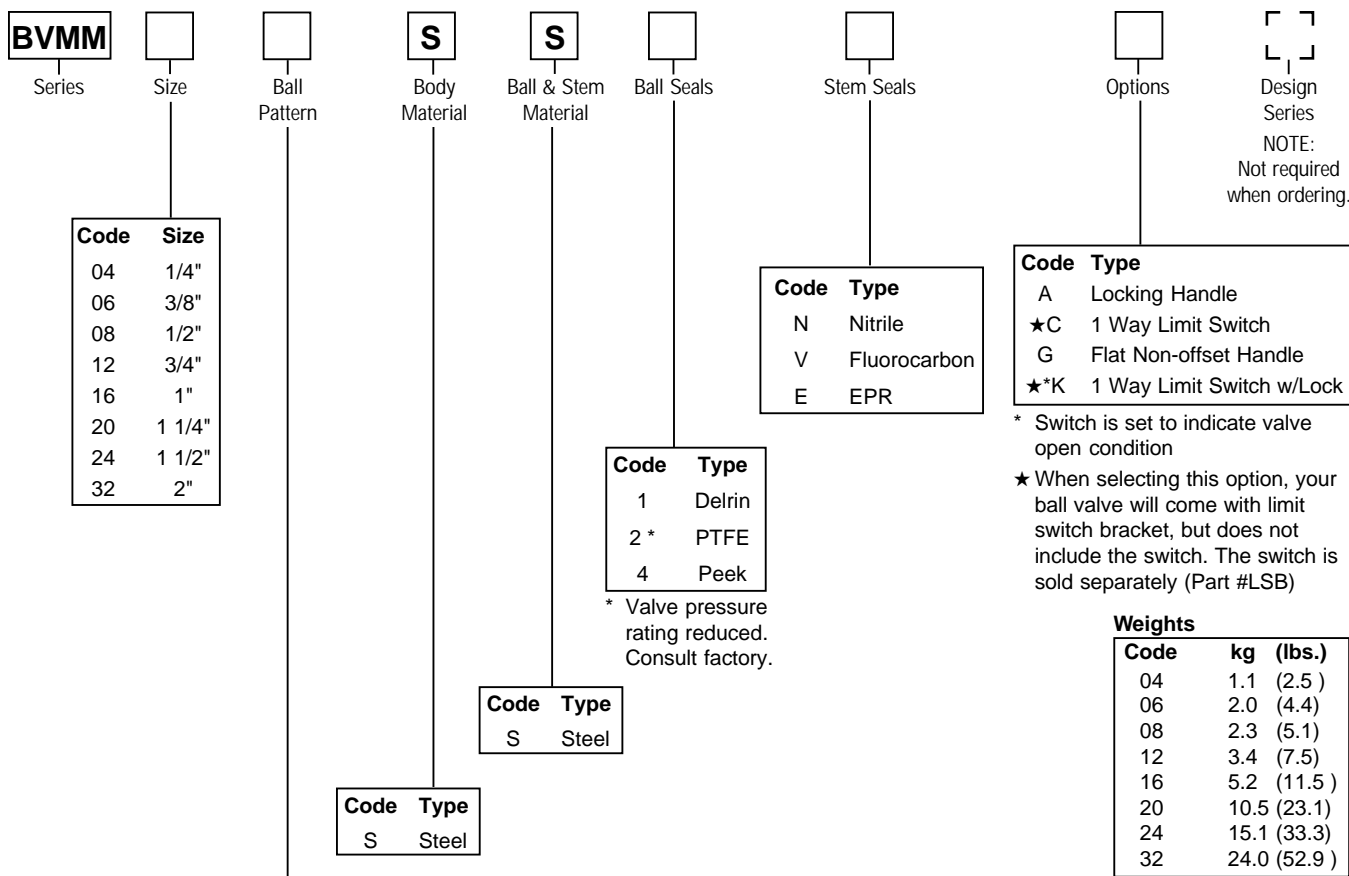 BVMM S S
Series Size Ball Pattern Body Material Ball & Stem Material Ball Seals Stem Seals Options Design Series
NOTE:
Not required
when ordering.
Code Size
04 1/4"
06 3/8"
08 1/2"
12 3/4"
16 1"
20 1 1/4"
24 1 1/2"
32 2"
Code Type
S Steel
Code Type
S Steel
Code Type
1 Delrin
2 * PTFE
4 Peek
* Valve pressure
rating reduced.
Consult factory.
Code Type
N Nitrile
V Fluorocarbon
E EPR
Code Type
A Locking Handle
★C 1 Way Limit Switch
G Flat Non-offset Handle
★*K 1 Way Limit Switch w/Lock
* Switch is set to indicate valve
open condition
★ When selecting this option, your
ball valve will come with limit
switch bracket, but does not
include the switch. The switch is
sold separately (Part #LSB)
Weights
Code kg (lbs.)
04 1.1 (2.5 )
06 2.0 (4.4)
08 2.3 (5.1)
12 3.4 (7.5)
16 5.2 (11.5 )
20 10.5 (23.1)
24 15.1 (33.3)
32 24.0 (52.9 )